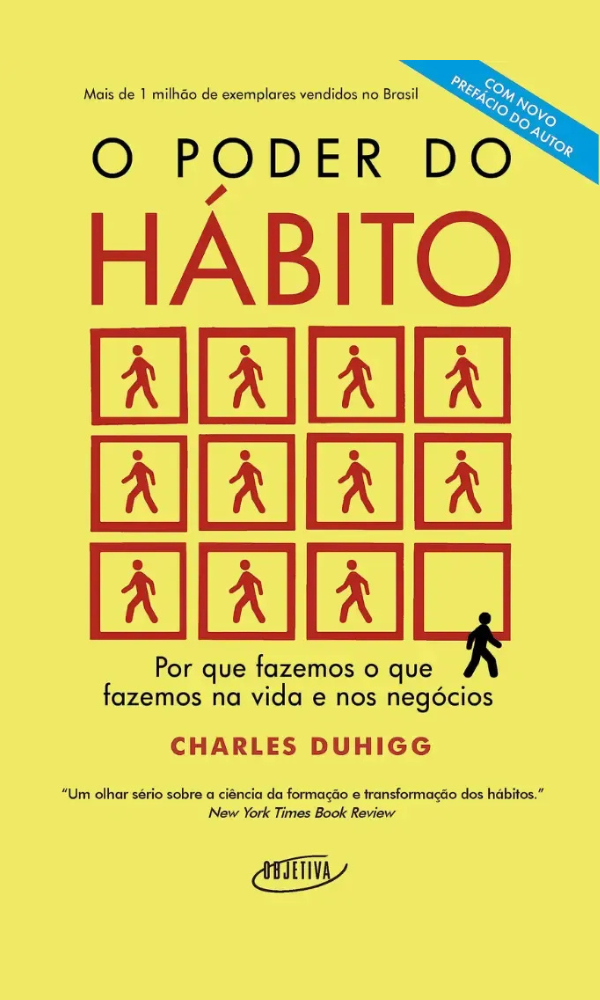 Mais de 1 milhão de exemplares vendidos no Brasil
COM NOVO
PREFÁCIO DO AUTOR
O PODER DO
HÁBITO
Por que fazemos o que
fazemos na vida e nos negócios
CHARLES DUHIGG
“Um olhar sério sobre a ciência da formação e transformação dos hábitos.”
New York Times Book Review
OBJETIVA